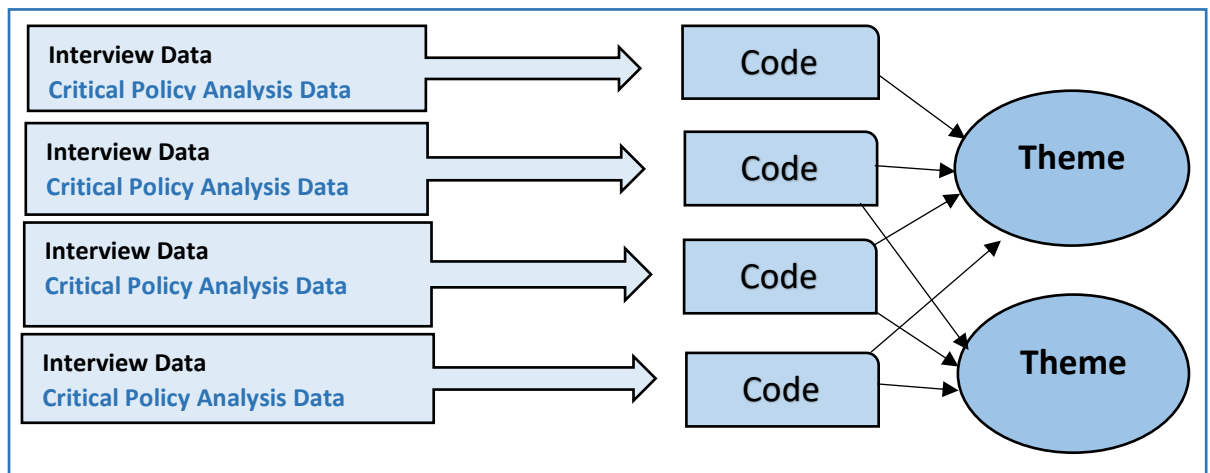 Interview Data
Critical Policy Analysis Data
Code
Interview Data
Critical Policy Analysis Data
Code
Theme
Interview Data
Critical Policy Analysis Data
Code
Interview Data
Critical Policy Analysis Data
Code
Theme